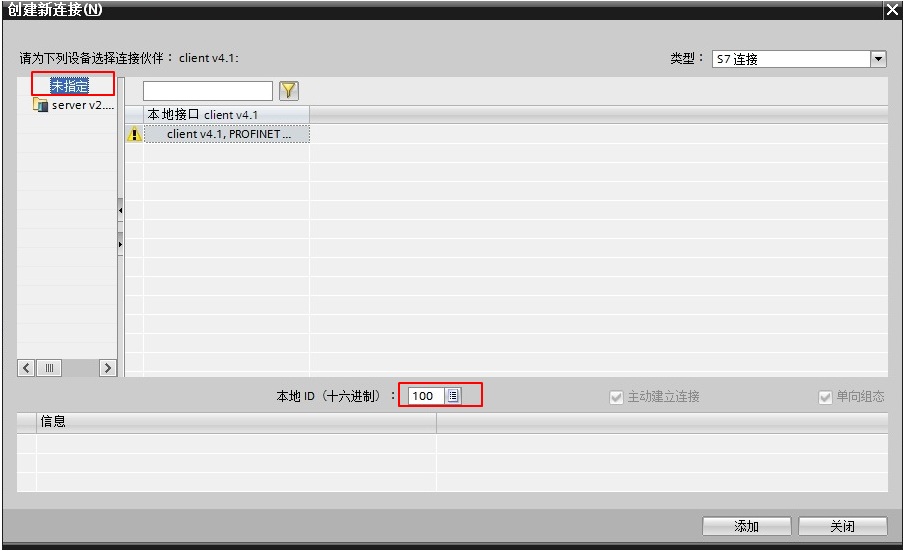 创建新连接(N)
请为下列设备选择连接伙伴： client v4.1:
类型： S7 连接
未指定
server v2....
本地接口 client v4.1
client v4.1, PROFINET ...
本地 ID（十六进制）： 100
主动建立连接
单向组态
信息
添加
关闭